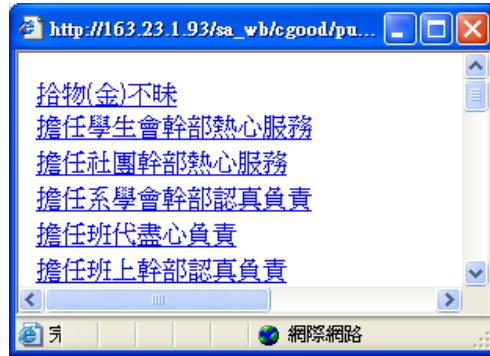 http://163.23.1.93/sa_wb/cgood/pu...
拾物(金)不昧
擔任學生會幹部熱心服務
擔任社團幹部熱心服務
擔任系學會幹部認真負責
擔任班代盡心負責
擔任班上幹部認真負責
網際網路